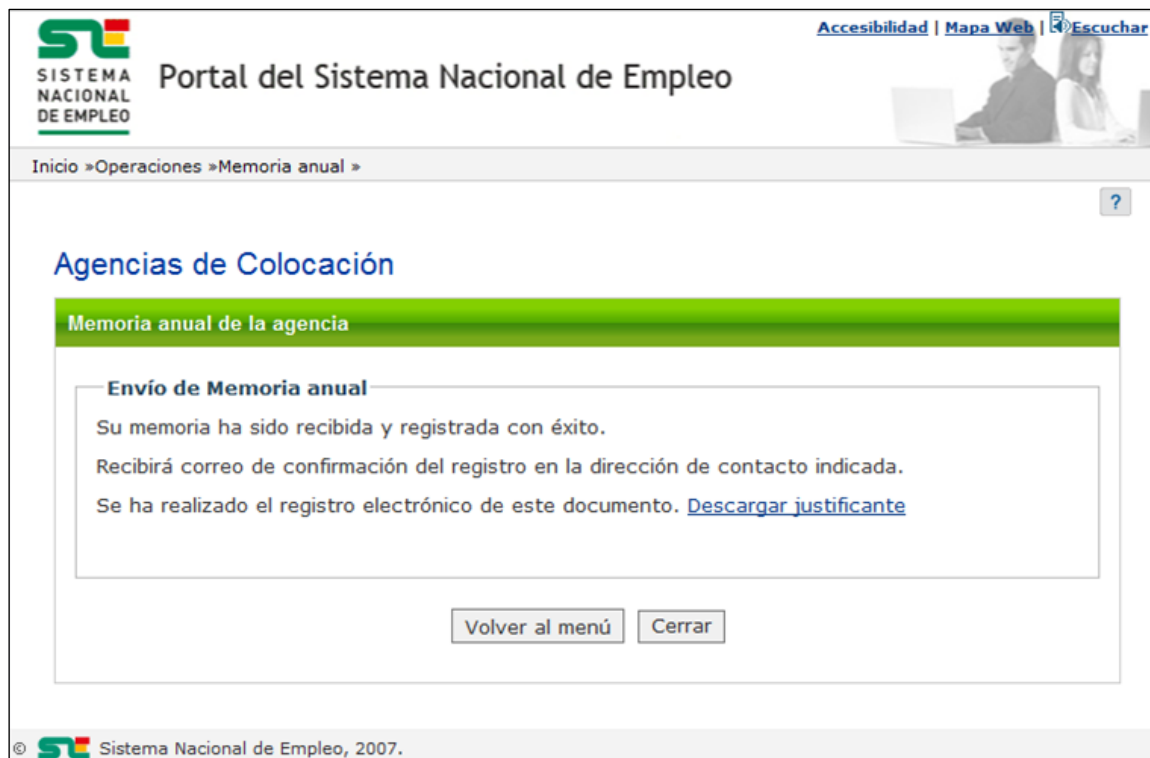 Accesibilidad | Mapa Web | Escuchar
SISTEMA
NACIONAL
DE EMPLEO
Portal del Sistema Nacional de Empleo
Inicio »Operaciones »Memoria anual »
?
Agencias de Colocación
Memoria anual de la agencia
Envío de Memoria anual
Su memoria ha sido recibida y registrada con éxito.
Recibirá correo de confirmación del registro en la dirección de contacto indicada.
Se ha realizado el registro electrónico de este documento. Descargar justificante
Volver al menú Cerrar
© Sistema Nacional de Empleo, 2007.